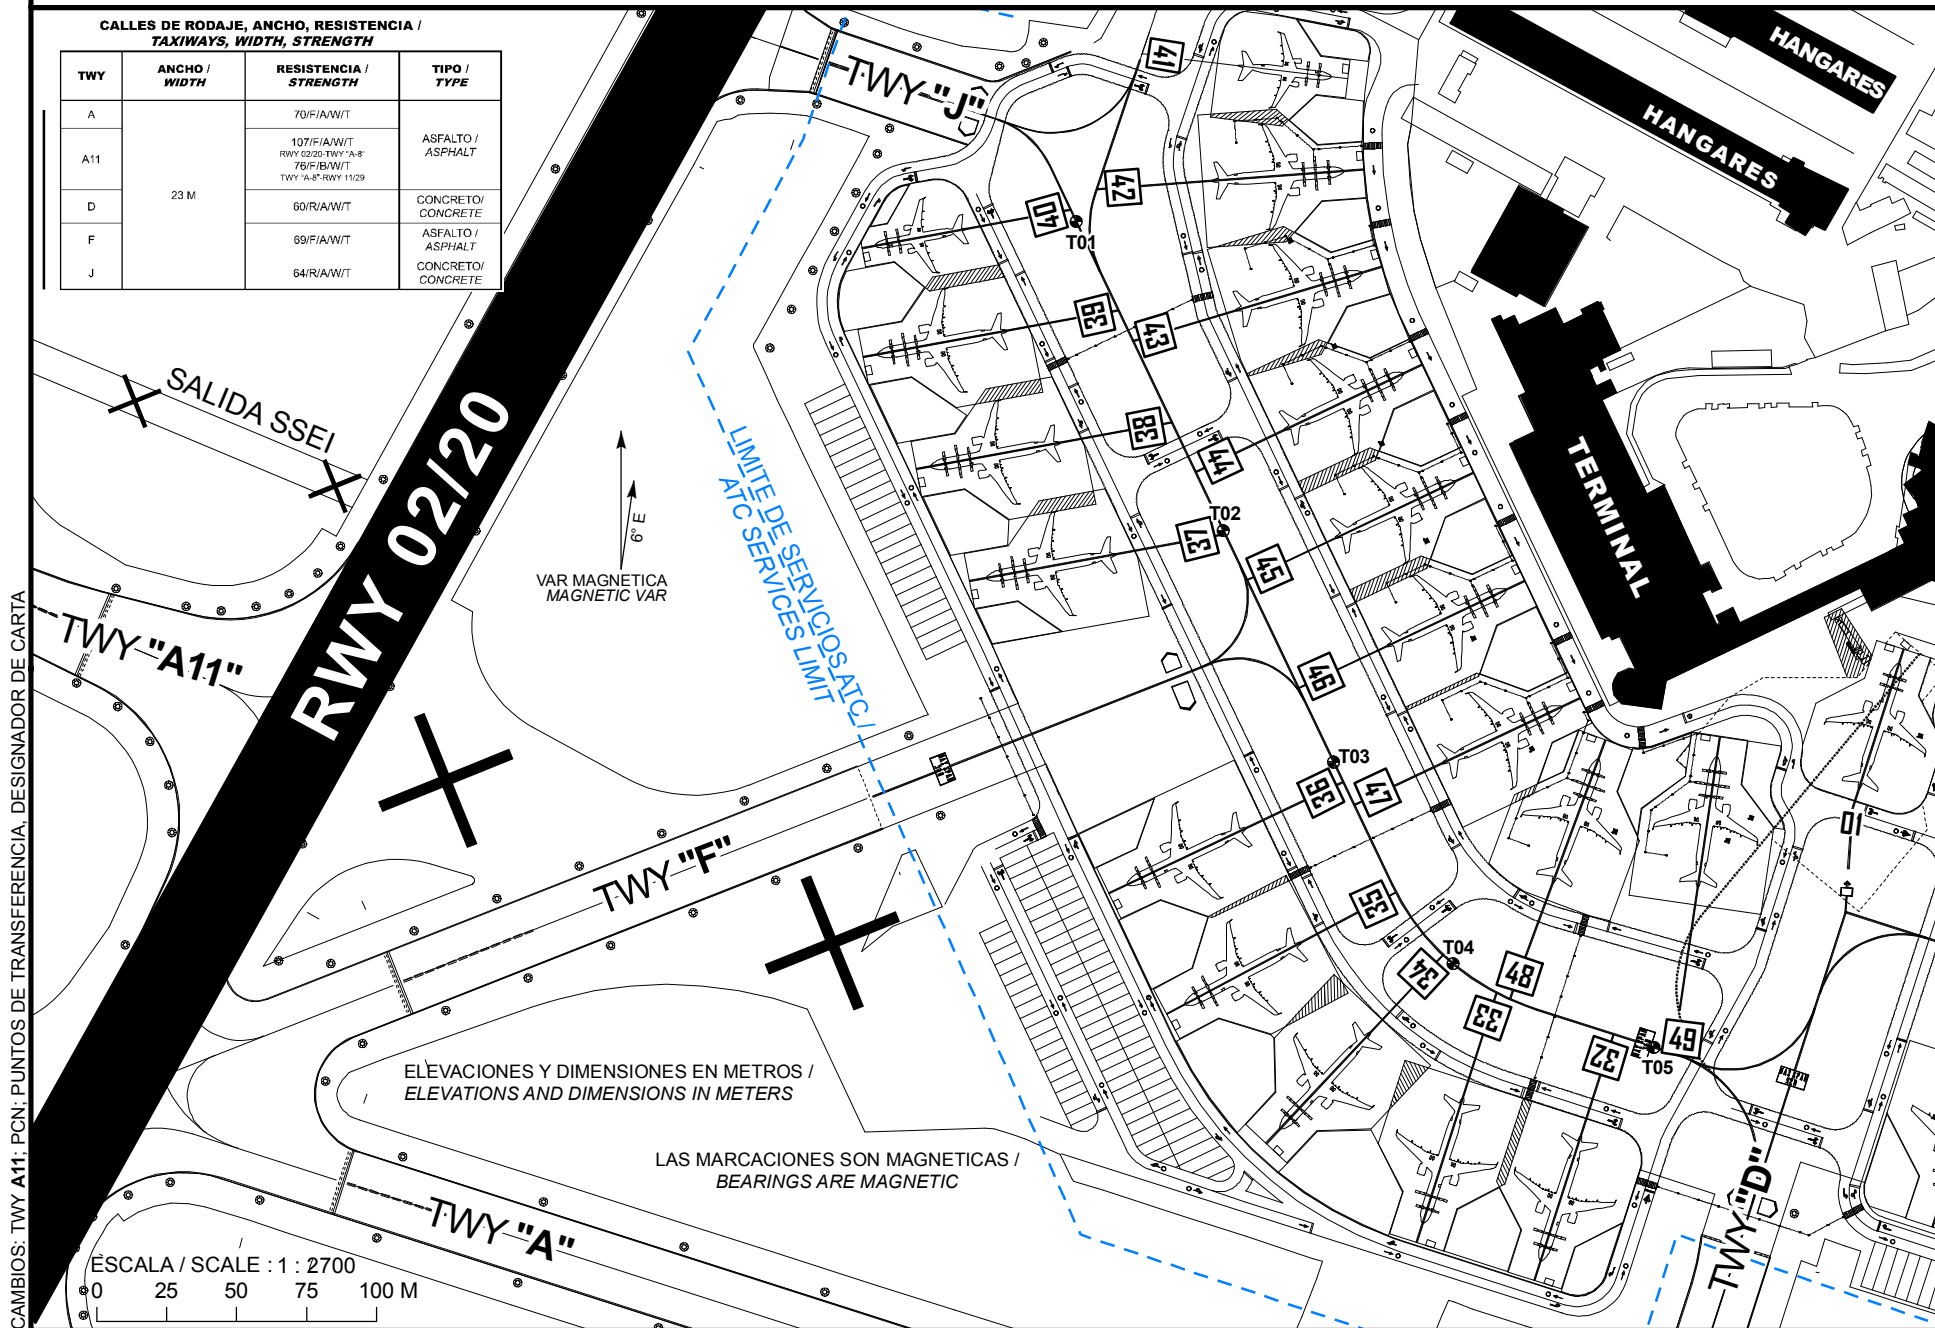 CALLES DE RODAJE, ANCHO, RESISTENCIA /
TAXIWAYS, WIDTH, STRENGTH
TWY
ANCHO /
WIDTH
RESISTENCIA /
STRENGTH
TIPO /
TYPE
A
70/F/A/W/T
A11
107/F/A/W/T
RWY 02/20-TWY "A-8"
76/F/B/W/T
TWY "A-8"-RWY 11/29
ASFALTO /
ASPHALT
23 M
D
60/R/A/W/T
CONCRETO/
CONCRETE
F
69/F/A/W/T
ASFALTO /
ASPHALT
J
64/R/A/W/T
CONCRETO/
CONCRETE
TWY "J"
HANGARES
HANGARES
41
42
40
T01
39
43
38
44
T02
37
45
46
T03
36
47
35
T04
34
48
33
32
49
T05
01
TERMINAL
SALIDA SSEI
RWY 02/20
LIMITE DE SERVICIOS ATC /
ATC SERVICES LIMIT
6° E
VAR MAGNETICA
MAGNETIC VAR
TWY "A11"
TWY "F"
TWY "A"
TWY "D"
ELEVACIONES Y DIMENSIONES EN METROS /
ELEVATIONS AND DIMENSIONS IN METERS
LAS MARCACIONES SON MAGNETICAS /
BEARINGS ARE MAGNETIC
ESCALA / SCALE : 1 : 2700
0 25 50 75 100 M
CAMBIOS: TWY A11; PCN; PUNTOS DE TRANSFERENCIA, DESIGNADOR DE CARTA